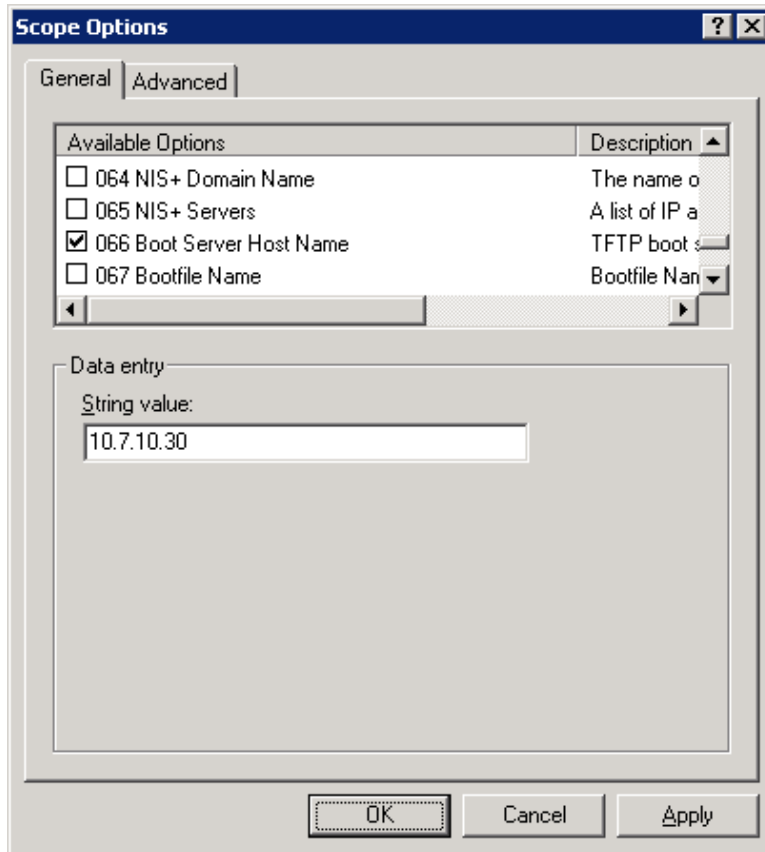 Scope Options
General Advanced
Available Options Description
064 NIS+ Domain Name The name o
065 NIS+ Servers A list of IP a
066 Boot Server Host Name TFTP boot s
067 Bootfile Name Bootfile Nan
Data entry
String value:
10.7.10.30
OK Cancel Apply